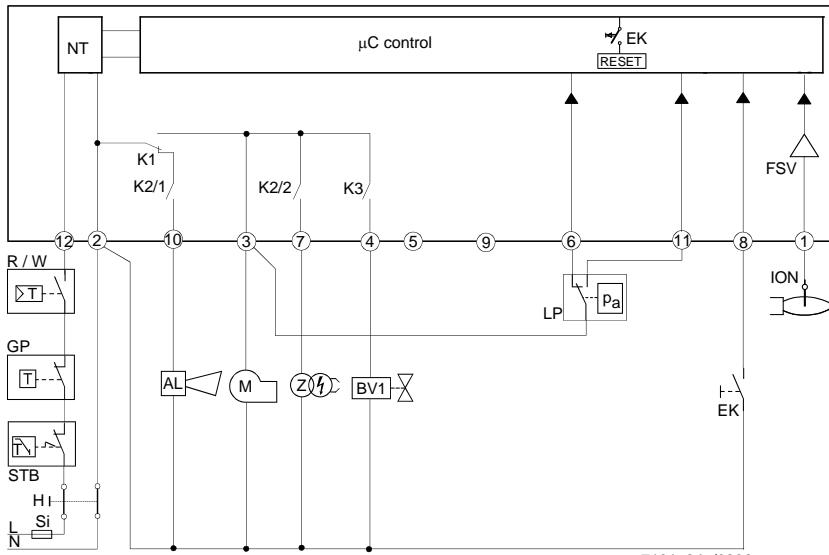 NT
µC control
EK
RESET
FSV
K1
K2/1
K2/2
K3
12
2
10
3
7
4
5
9
6
11
8
1
R / W
T
LP
pa
ION
GP
T
AL
M
Z
BV1
EK
T
STB
H
Si
L
N